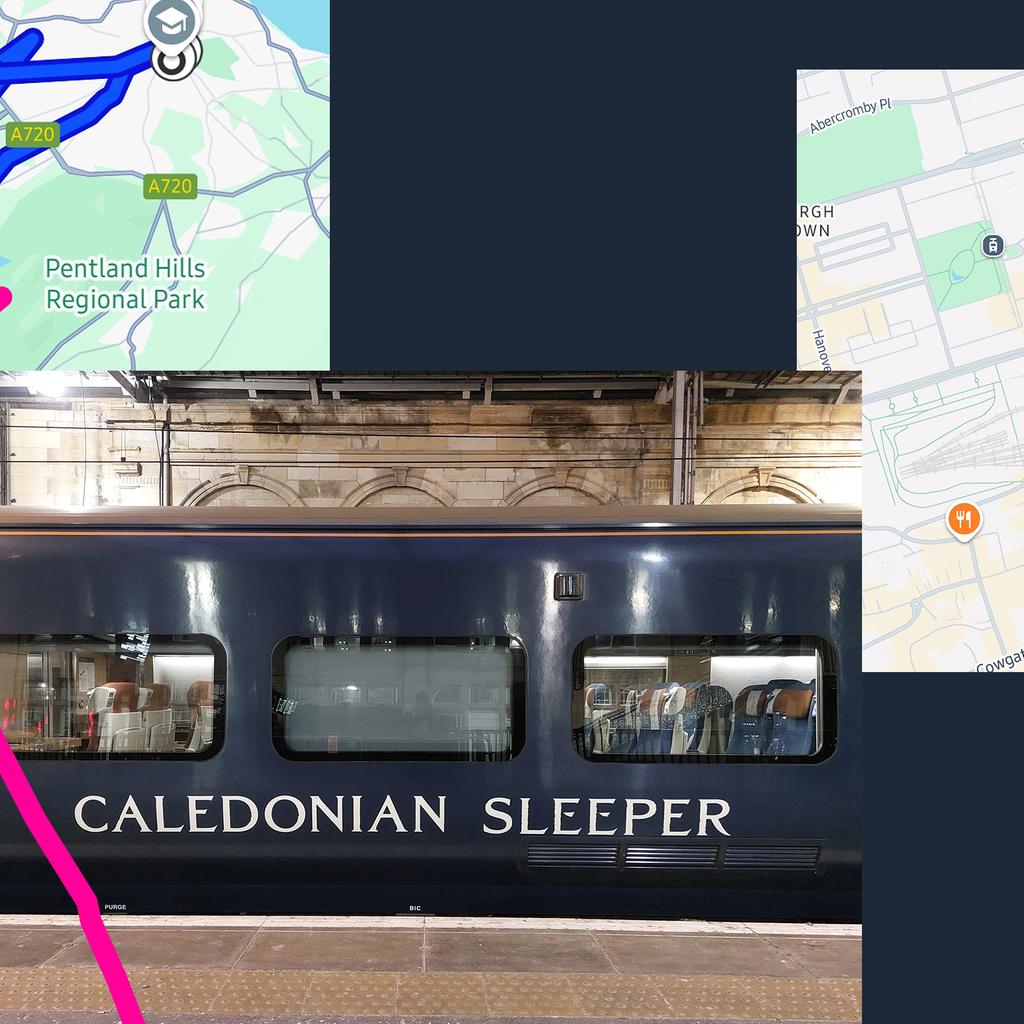 A720
A720
Pentland Hills
Regional Park
Abercromby Pl
RGH
OWN
Hanove
Cowgat
CALEDONIAN SLEEPER
PURGE
BIC